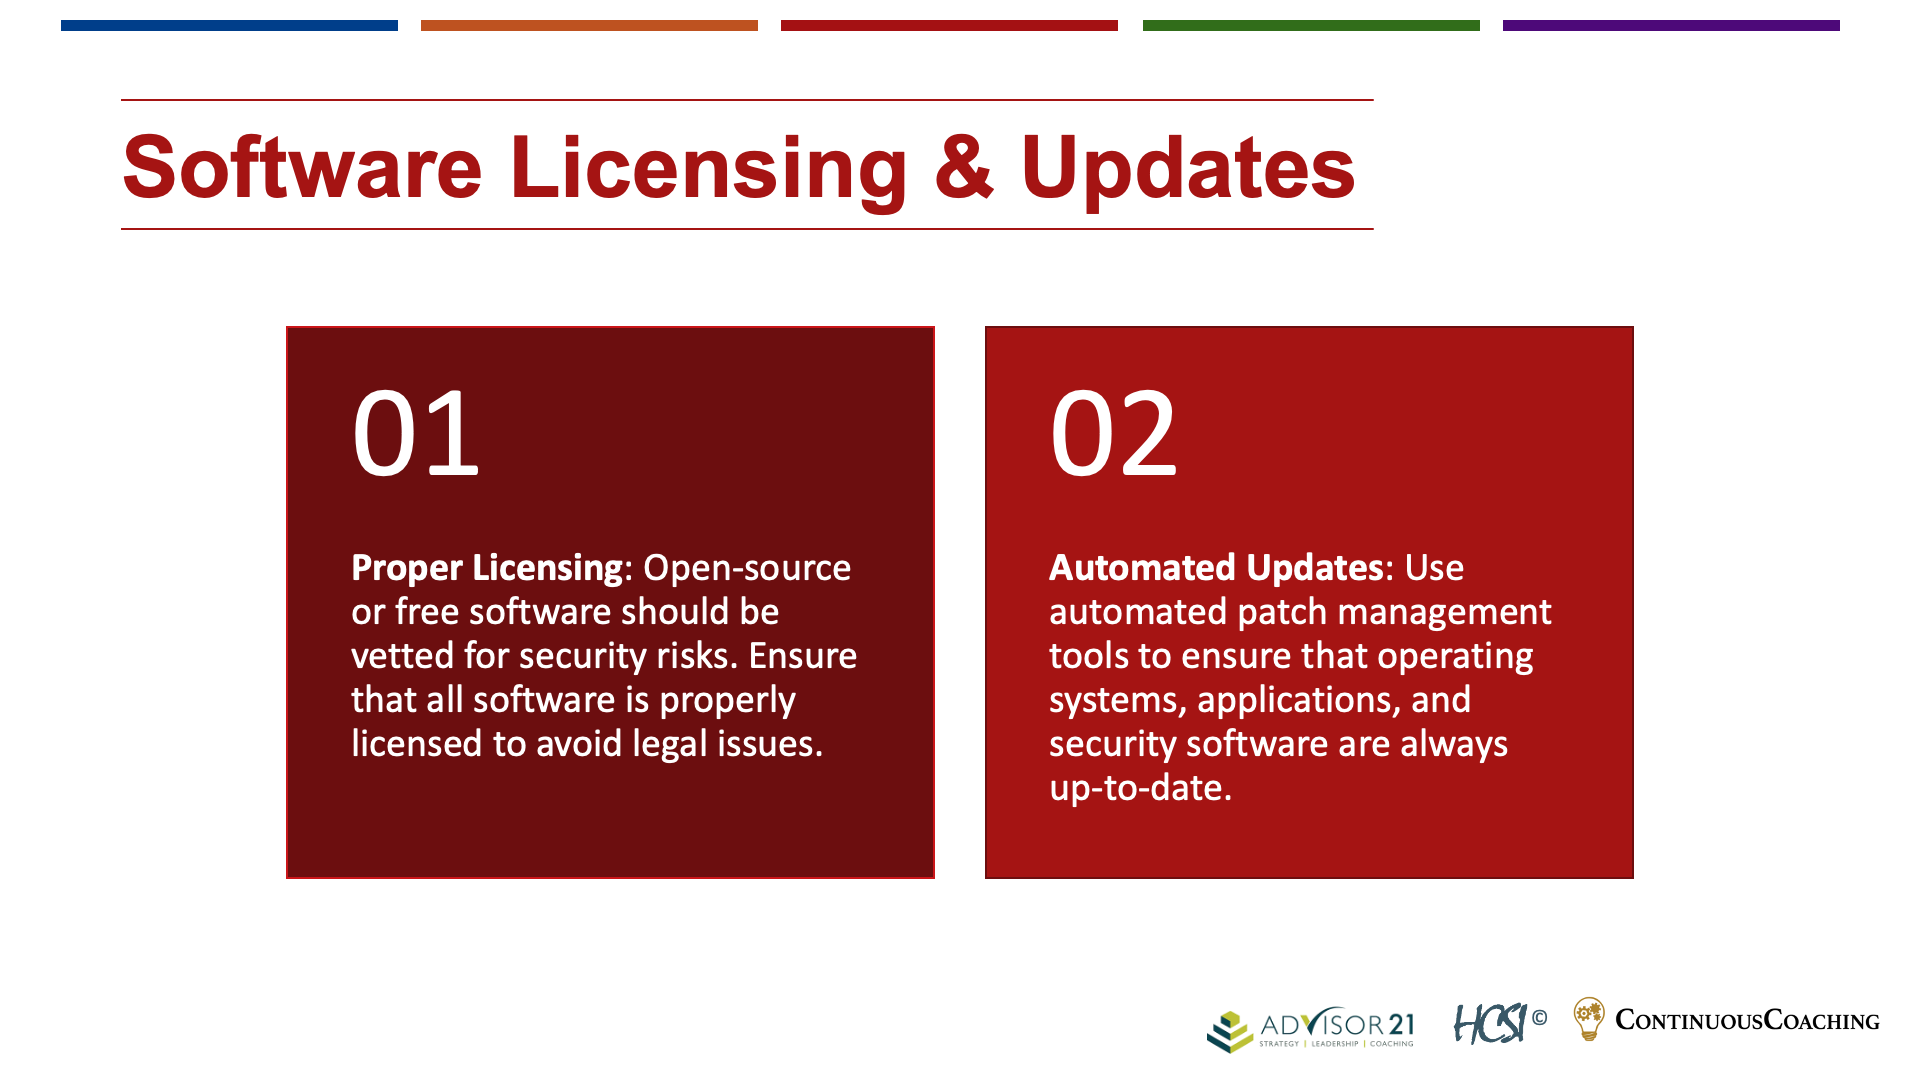 Software Licensing & Updates
01
Proper Licensing: Open-source
or free software should be
vetted for security risks. Ensure
that all software is properly
licensed to avoid legal issues.
02
Automated Updates: Use
automated patch management
tools to ensure that operating
systems, applications, and
security software are always
up-to-date.
ADVISOR 21
STRATEGY | LEADERSHIP | COACHING
HCSI ©
CONTINUOUSCOACHING